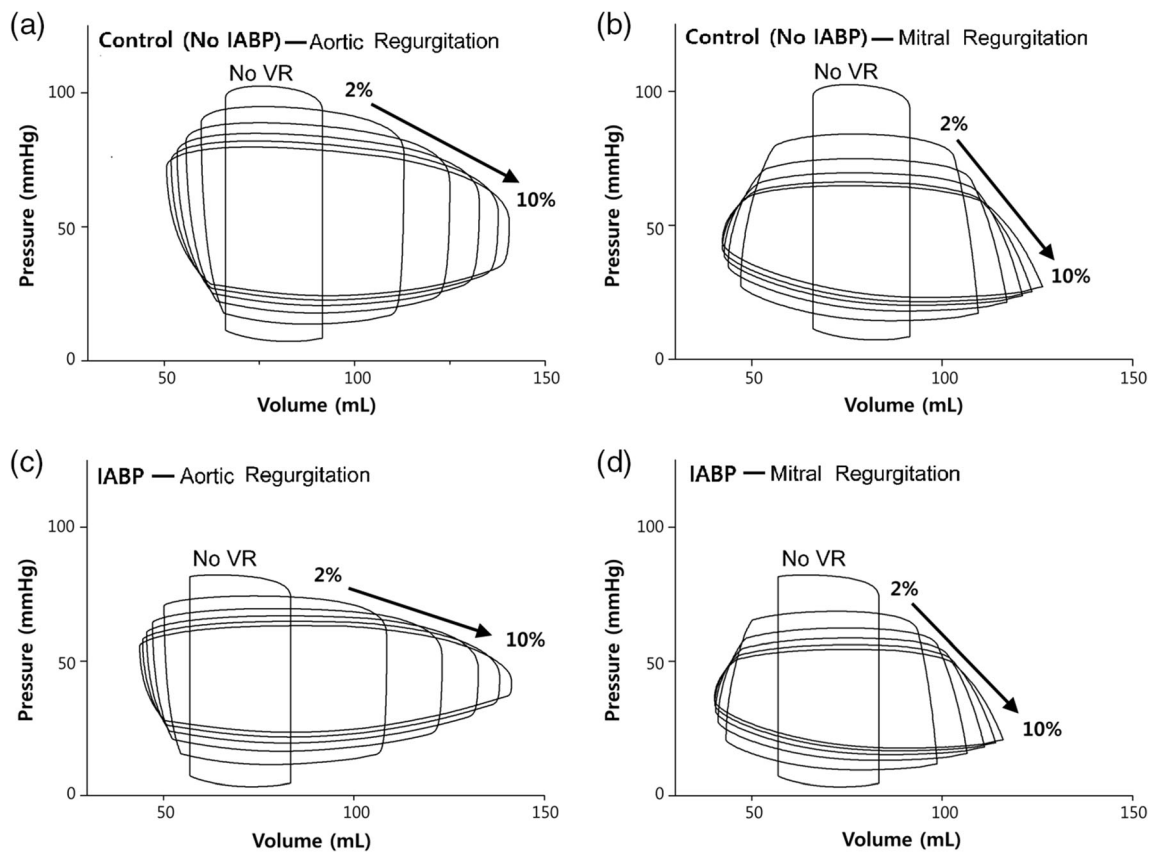 (a)
Control (No IABP) — Aortic Regurgitation
No VR
2%
10%
100
50
0
Pressure (mmHg)
50
100
150
Volume (mL)
(b)
Control (No IABP) — Mitral Regurgitation
No VR
2%
10%
100
50
0
Pressure (mmHg)
50
100
150
Volume (mL)
(c)
IABP — Aortic Regurgitation
No VR
2%
10%
100
50
0
Pressure (mmHg)
50
100
150
Volume (mL)
(d)
IABP — Mitral Regurgitation
No VR
2%
10%
100
50
0
Pressure (mmHg)
50
100
150
Volume (mL)